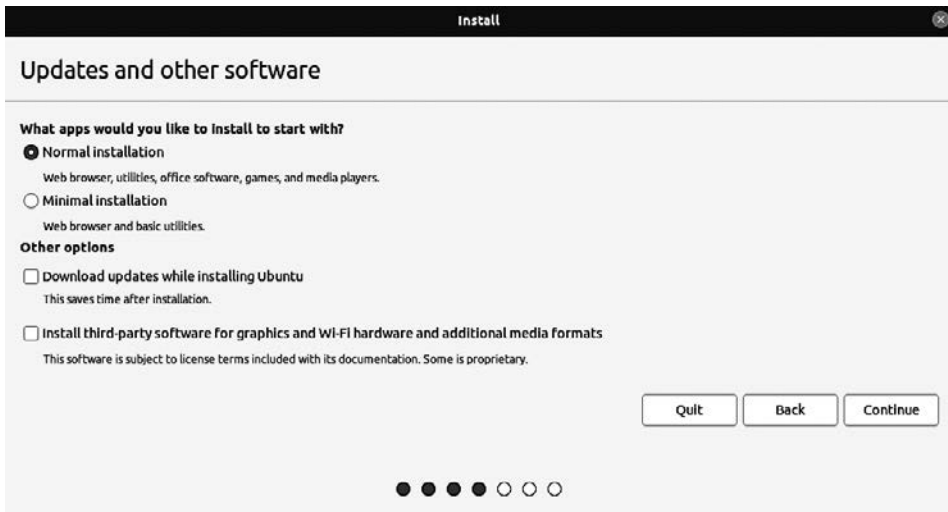 Install
Updates and other software
What apps would you like to install to start with?
Normal installation
Web browser, utilities, office software, games, and media players.
Minimal installation
Web browser and basic utilities.
Other options
Download updates while installing Ubuntu
This saves time after installation.
Install third-party software for graphics and Wi-Fi hardware and additional media formats
This software is subject to license terms included with its documentation. Some is proprietary.
Quit Back Continue